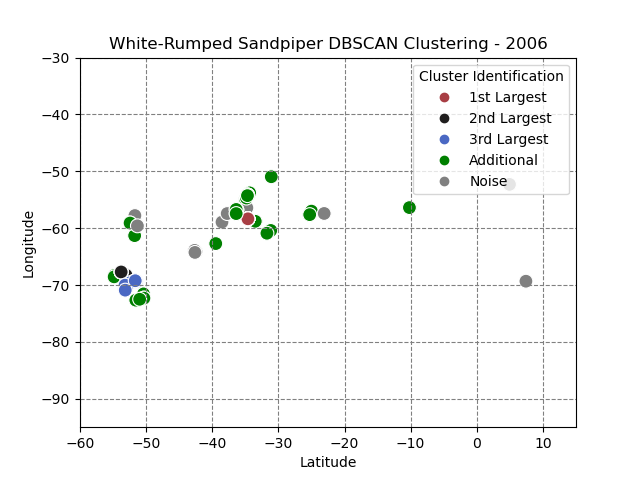 White-Rumped Sandpiper DBSCAN Clustering - 2006
Cluster Identification
1st Largest
2nd Largest
3rd Largest
Additional
Noise
Longitude
−30
−40
−50
−60
−70
−80
−90
−60
−50
−40
−30
−20
−10
0
10
Latitude